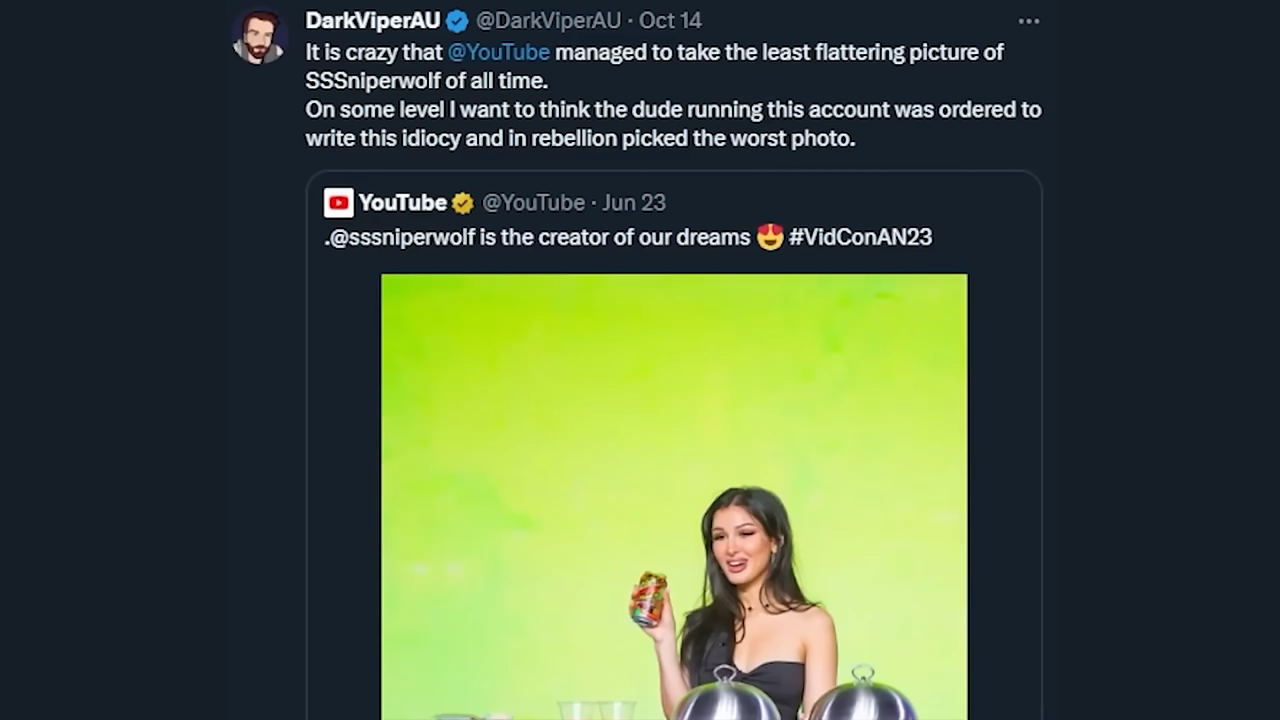 DarkViperAU @DarkViperAU · Oct 14
It is crazy that @YouTube managed to take the least flattering picture of
SSSniperwolf of all time.
On some level I want to think the dude running this account was ordered to
write this idiocy and in rebellion picked the worst photo.
YouTube @YouTube · Jun 23
.@sssniperwolf is the creator of our dreams 😍 #VidConAN23